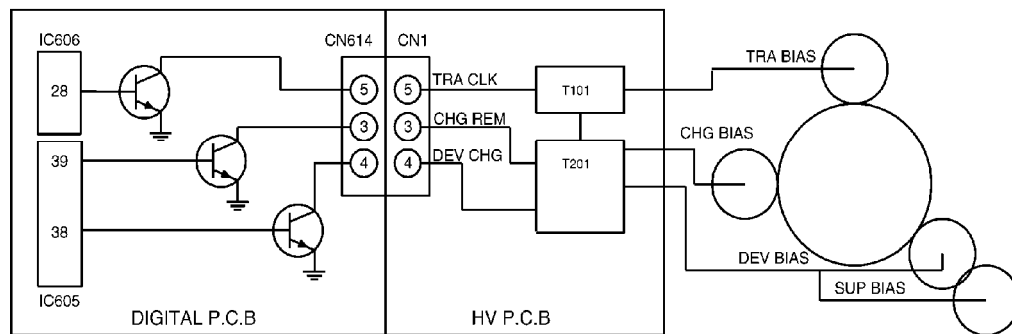 IC606
28
39
38
IC605
DIGITAL P.C.B
CN614
5
3
4
CN1
5
3
4
TRA CLK
CHG REM
DEV CHG
T101
T201
HV P.C.B
TRA BIAS
CHG BIAS
DEV BIAS
SUP BIAS